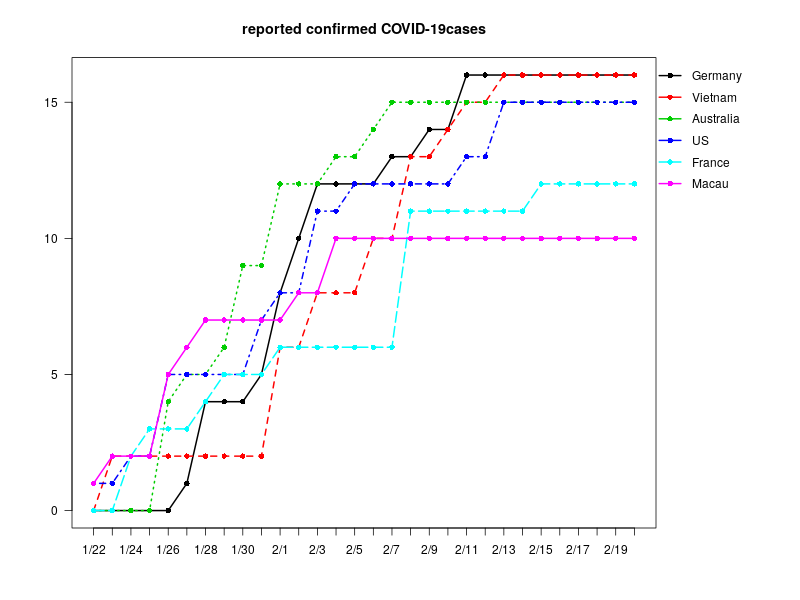 reported confirmed COVID-19cases
Germany
Vietnam
Australia
US
France
Macau
15
10
5
0
1/22 1/24 1/26 1/28 1/30 2/1 2/3 2/5 2/7 2/9 2/11 2/13 2/15 2/17 2/19